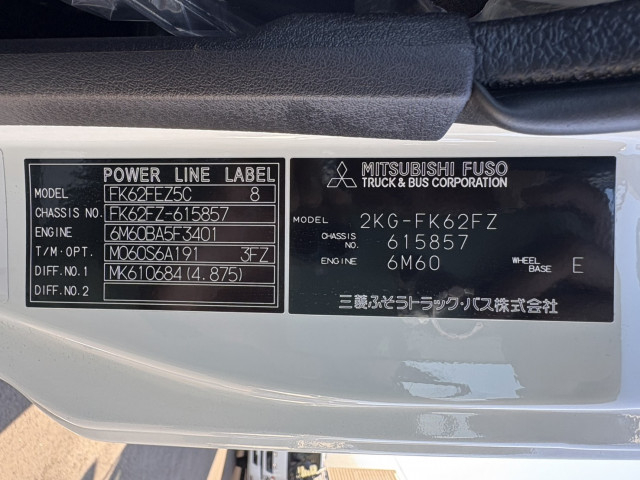 POWER LINE LABEL
MODEL FK62FEZ5C 8
CHASSIS NO. FK62FZ-615857
ENGINE 6M60BA5F3401
T/M·OPT. M060S6A191 3FZ
DIFF.NO.1 MK610684(4.875)
DIFF.NO.2
MITSUBISHI FUSO
TRUCK & BUS CORPORATION
MODEL 2KG-FK62FZ
CHASSIS NO. 615857
ENGINE 6M60 WHEEL BASE E
三菱ふそうトラック・バス株式会社